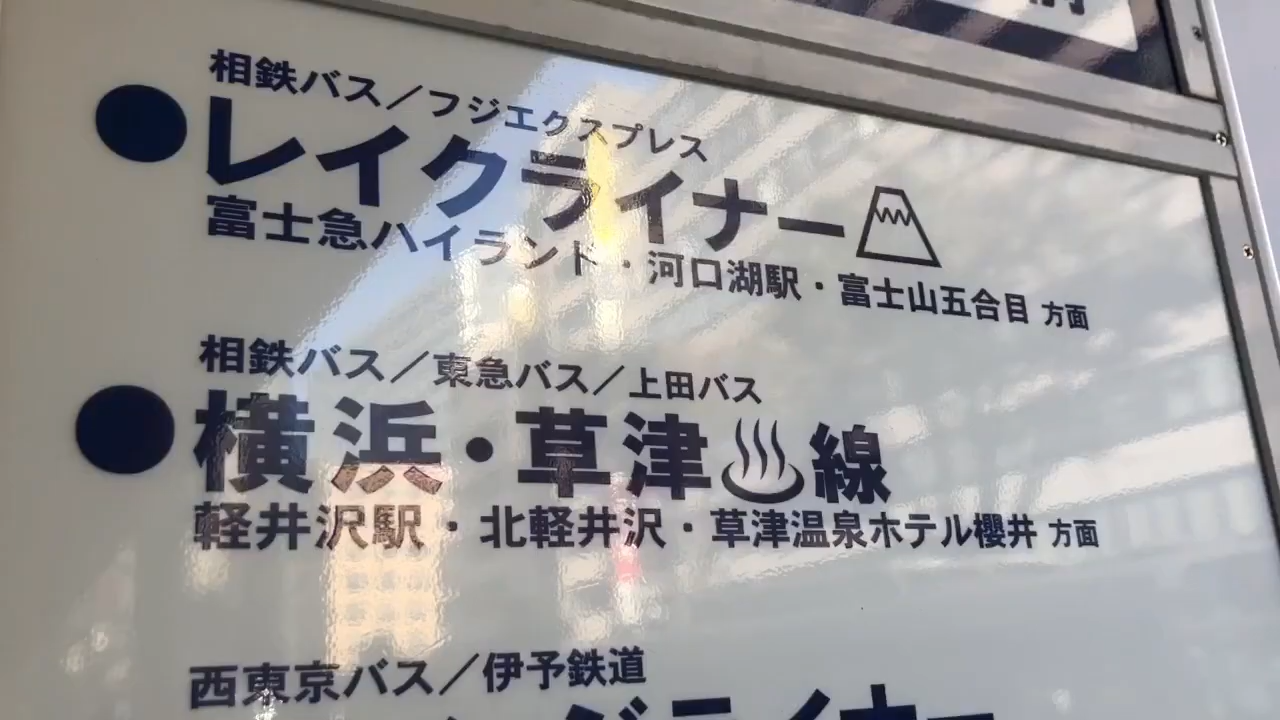 相鉄バス／フジエクスプレス
●レイクライナー
富士急ハイランド・河口湖駅・富士山五合目 方面
相鉄バス／東急バス／上田バス
●横浜・草津♨線
軽井沢駅・北軽井沢・草津温泉ホテル櫻井 方面
西東京バス／伊予鉄道